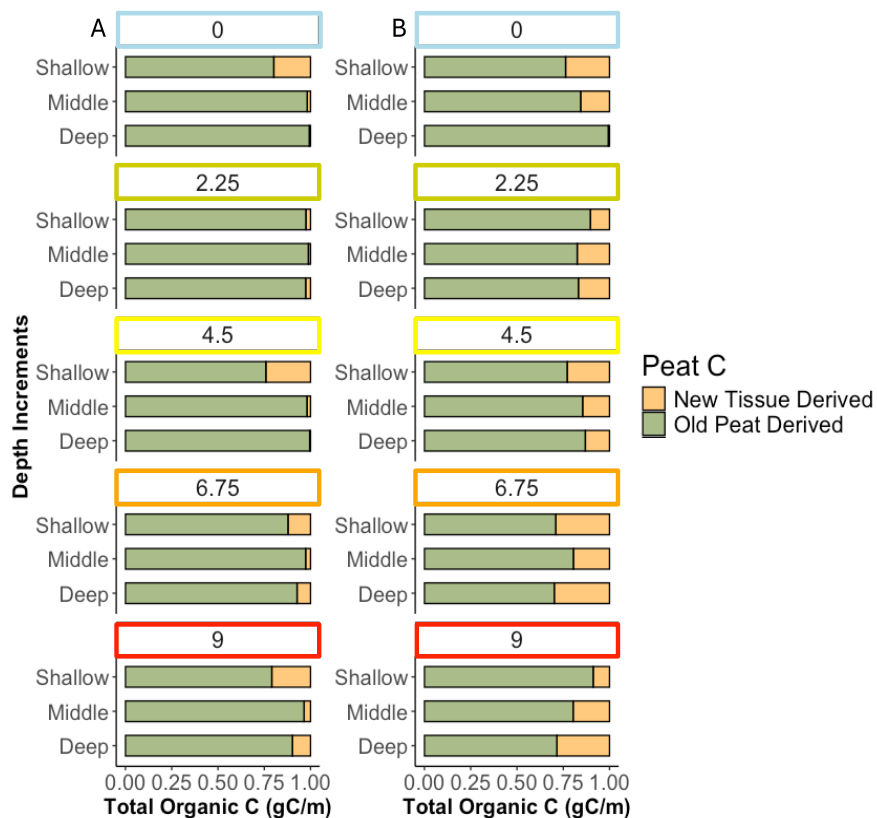 A
0
Shallow
Middle
Deep
2.25
Shallow
Middle
Deep
4.5
Shallow
Middle
Deep
6.75
Shallow
Middle
Deep
9
Shallow
Middle
Deep
0.00 0.25 0.50 0.75 1.00
Total Organic C (gC/m)
Depth Increments
B
0
Shallow
Middle
Deep
2.25
Shallow
Middle
Deep
4.5
Shallow
Middle
Deep
6.75
Shallow
Middle
Deep
9
Shallow
Middle
Deep
0.00 0.25 0.50 0.75 1.00
Total Organic C (gC/m)
Peat C
New Tissue Derived
Old Peat Derived